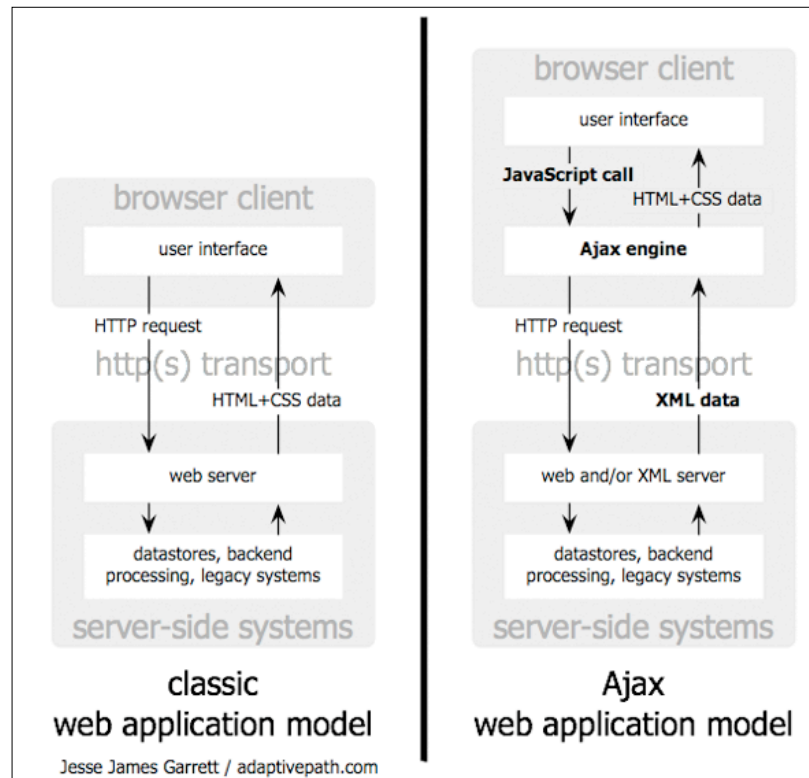 browser client
user interface
HTTP request
http(s) transport
HTML+CSS data
web server
datastores, backend
processing, legacy systems
server-side systems
classic
web application model
Jesse James Garrett / adaptivepath.com
browser client
user interface
JavaScript call
HTML+CSS data
Ajax engine
HTTP request
http(s) transport
XML data
web and/or XML server
datastores, backend
processing, legacy systems
server-side systems
Ajax
web application model